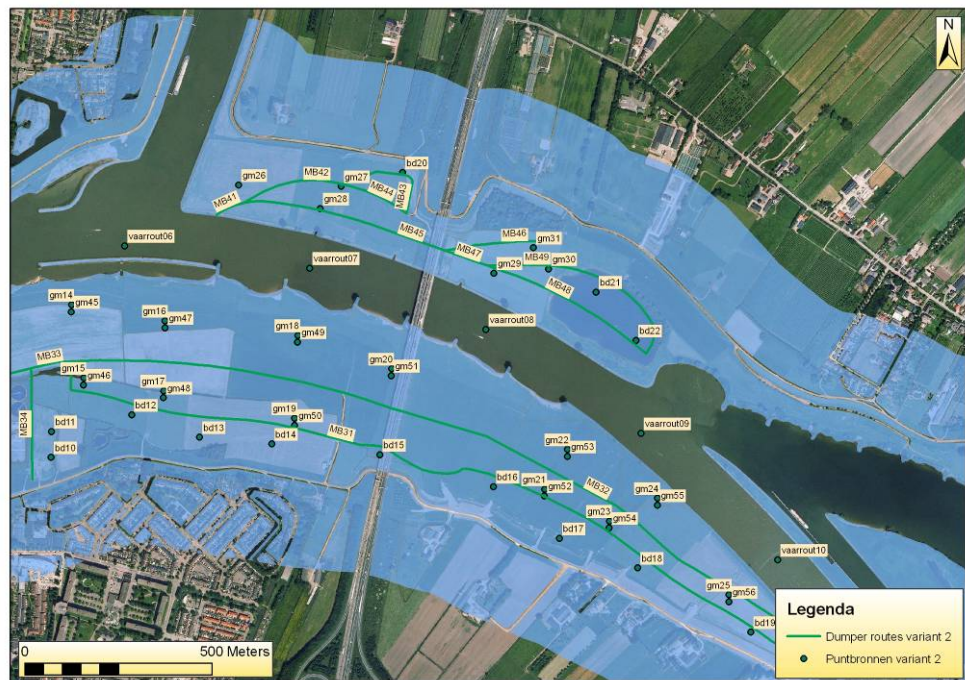 N
bd20
MB42
gm27
gm26
MB44
MB43
MB41
gm28
MB45
MB46
vaarrout06
MB47
gm31
vaarrout07
MB49
gm30
gm29
MB48
bd21
gm14
gm45
gm16
gm47
vaarrout08
gm18
gm49
bd22
MB33
gm20
gm51
gm15
gm46
gm17
gm48
MB34
bd12
gm19
gm50
bd11
bd13
bd14
MB31
vaarrout09
bd10
bd15
gm22
gm53
bd16
gm21
gm52
MB32
gm24
gm55
gm23
gm54
bd17
bd18
vaarrout10
gm25
gm56
bd19
Legenda
Dumper routes variant 2
Puntbronnen variant 2
0 500 Meters